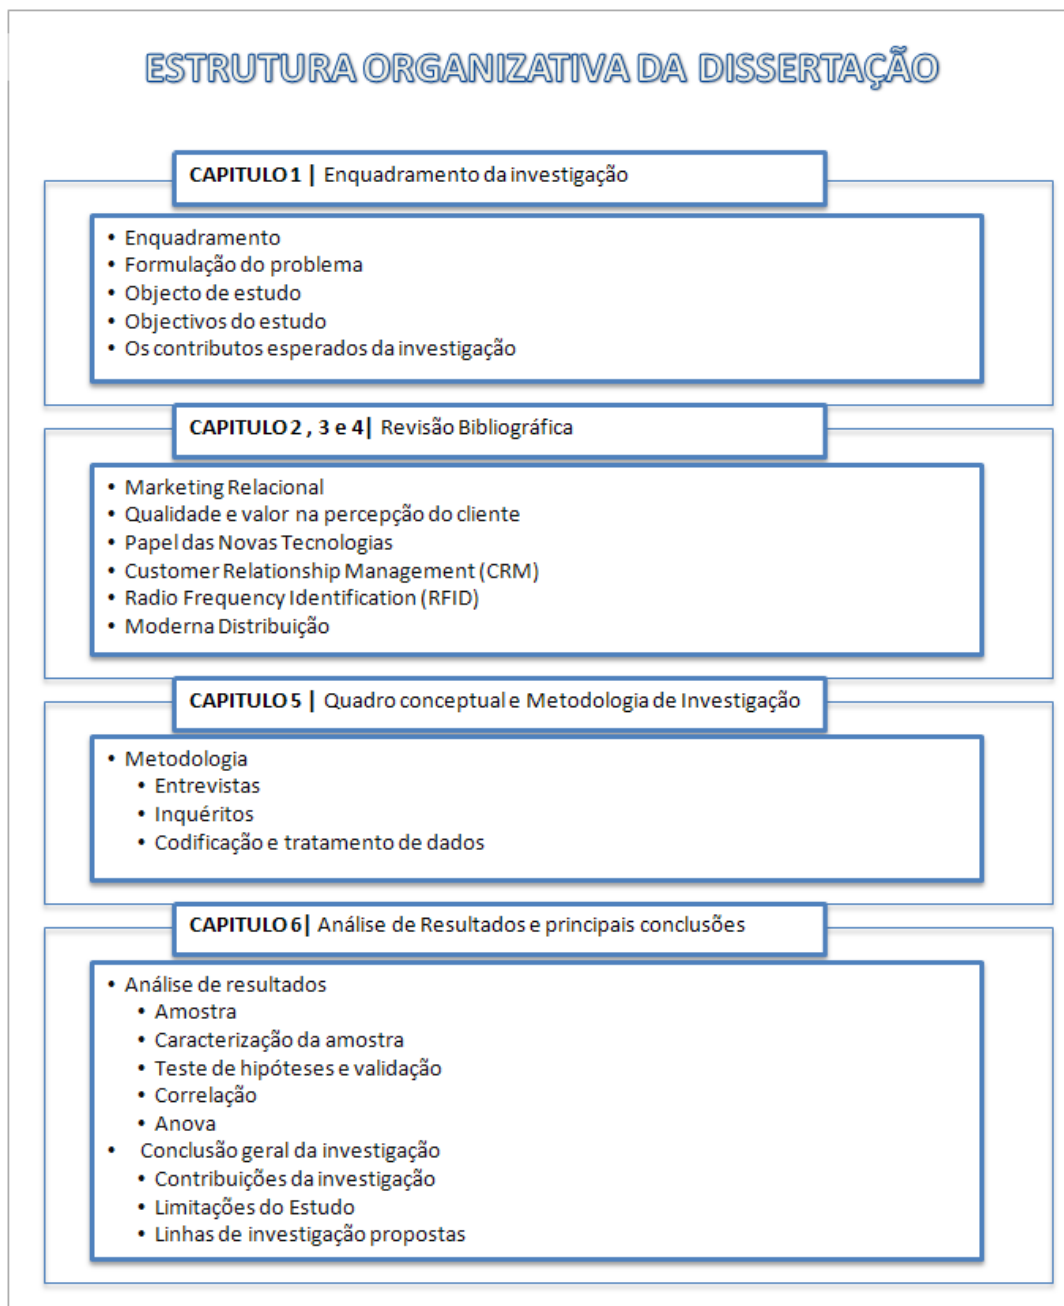 ESTRUTURA ORGANIZATIVA DA DISSERTAÇÃO
CAPITULO 1 | Enquadramento da investigação
• Enquadramento
• Formulação do problema
• Objecto de estudo
• Objectivos do estudo
• Os contributos esperados da investigação
CAPITULO 2 , 3 e 4| Revisão Bibliográfica
• Marketing Relacional
• Qualidade e valor na percepção do cliente
• Papel das Novas Tecnologias
• Customer Relationship Management (CRM)
• Radio Frequency Identification (RFID)
• Moderna Distribuição
CAPITULO 5 | Quadro conceptual e Metodologia de Investigação
• Metodologia
• Entrevistas
• Inquéritos
• Codificação e tratamento de dados
CAPITULO 6| Análise de Resultados e principais conclusões
• Análise de resultados
• Amostra
• Caracterização da amostra
• Teste de hipóteses e validação
• Correlação
• Anova
• Conclusão geral da investigação
• Contribuições da investigação
• Limitações do Estudo
• Linhas de investigação propostas